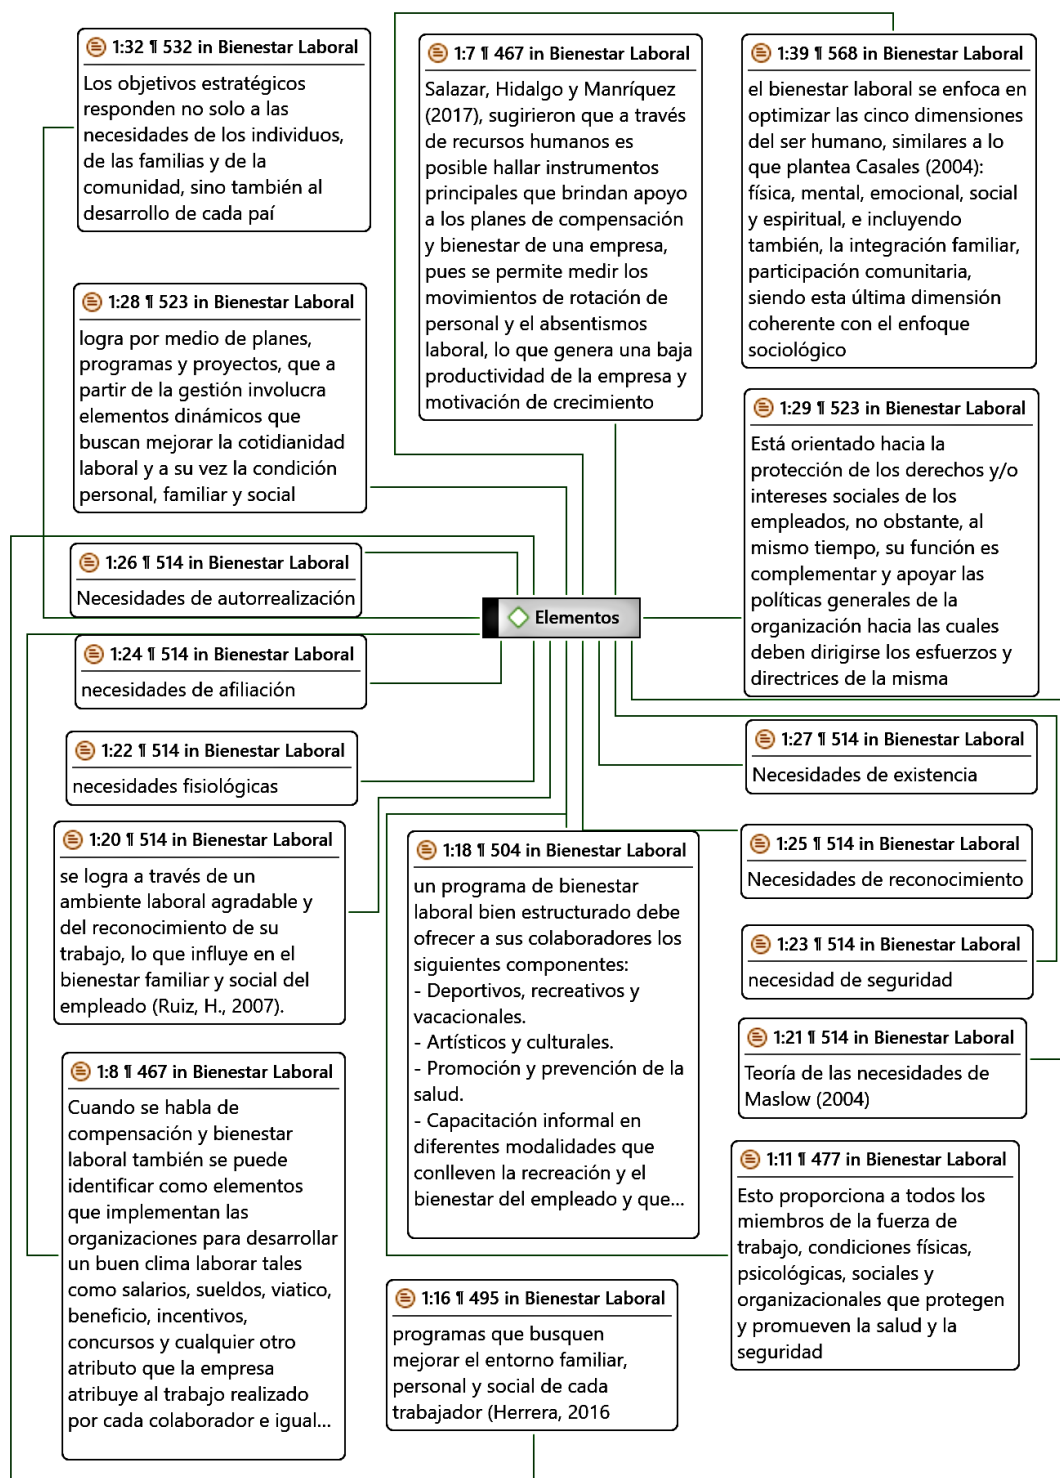 1:32 ¶ 532 in Bienestar Laboral
Los objetivos estratégicos
responden no solo a las
necesidades de los individuos,
de las familias y de la
comunidad, sino también al
desarrollo de cada paí
1:7 ¶ 467 in Bienestar Laboral
Salazar, Hidalgo y Manríquez
(2017), sugirieron que a través
de recursos humanos es
posible hallar instrumentos
principales que brindan apoyo
a los planes de compensación
y bienestar de una empresa,
pues se permite medir los
movimientos de rotación de
personal y el absentismos
laboral, lo que genera una baja
productividad de la empresa y
motivación de crecimiento
1:39 ¶ 568 in Bienestar Laboral
el bienestar laboral se enfoca en
optimizar las cinco dimensiones
del ser humano, similares a lo
que plantea Casales (2004):
física, mental, emocional, social
y espiritual, e incluyendo
también, la integración familiar,
participación comunitaria,
siendo esta última dimensión
coherente con el enfoque
sociológico
1:28 ¶ 523 in Bienestar Laboral
logra por medio de planes,
programas y proyectos, que a
partir de la gestión involucra
elementos dinámicos que
buscan mejorar la cotidianidad
laboral y a su vez la condición
personal, familiar y social
1:29 ¶ 523 in Bienestar Laboral
Está orientado hacia la
protección de los derechos y/o
intereses sociales de los
empleados, no obstante, al
mismo tiempo, su función es
complementar y apoyar las
políticas generales de la
organización hacia las cuales
deben dirigirse los esfuerzos y
directrices de la misma
1:26 ¶ 514 in Bienestar Laboral
Necesidades de autorrealización
Elementos
1:24 ¶ 514 in Bienestar Laboral
necesidades de afiliación
1:22 ¶ 514 in Bienestar Laboral
necesidades fisiológicas
1:27 ¶ 514 in Bienestar Laboral
Necesidades de existencia
1:20 ¶ 514 in Bienestar Laboral
se logra a través de un
ambiente laboral agradable y
del reconocimiento de su
trabajo, lo que influye en el
bienestar familiar y social del
empleado (Ruiz, H., 2007).
1:18 ¶ 504 in Bienestar Laboral
un programa de bienestar
laboral bien estructurado debe
ofrecer a sus colaboradores los
siguientes componentes:
- Deportivos, recreativos y
vacacionales.
- Artísticos y culturales.
- Promoción y prevención de la
salud.
- Capacitación informal en
diferentes modalidades que
conlleven la recreación y el
bienestar del empleado y que...
1:25 ¶ 514 in Bienestar Laboral
Necesidades de reconocimiento
1:23 ¶ 514 in Bienestar Laboral
necesidad de seguridad
1:21 ¶ 514 in Bienestar Laboral
Teoría de las necesidades de
Maslow (2004)
1:8 ¶ 467 in Bienestar Laboral
Cuando se habla de
compensación y bienestar
laboral también se puede
identificar como elementos
que implementan las
organizaciones para desarrollar
un buen clima laborar tales
como salarios, sueldos, viatico,
beneficio, incentivos,
concursos y cualquier otro
atributo que la empresa
atribuye al trabajo realizado
por cada colaborador e igual...
1:11 ¶ 477 in Bienestar Laboral
Esto proporciona a todos los
miembros de la fuerza de
trabajo, condiciones físicas,
psicológicas, sociales y
organizacionales que protegen
y promueven la salud y la
seguridad
1:16 ¶ 495 in Bienestar Laboral
programas que busquen
mejorar el entorno familiar,
personal y social de cada
trabajador (Herrera, 2016